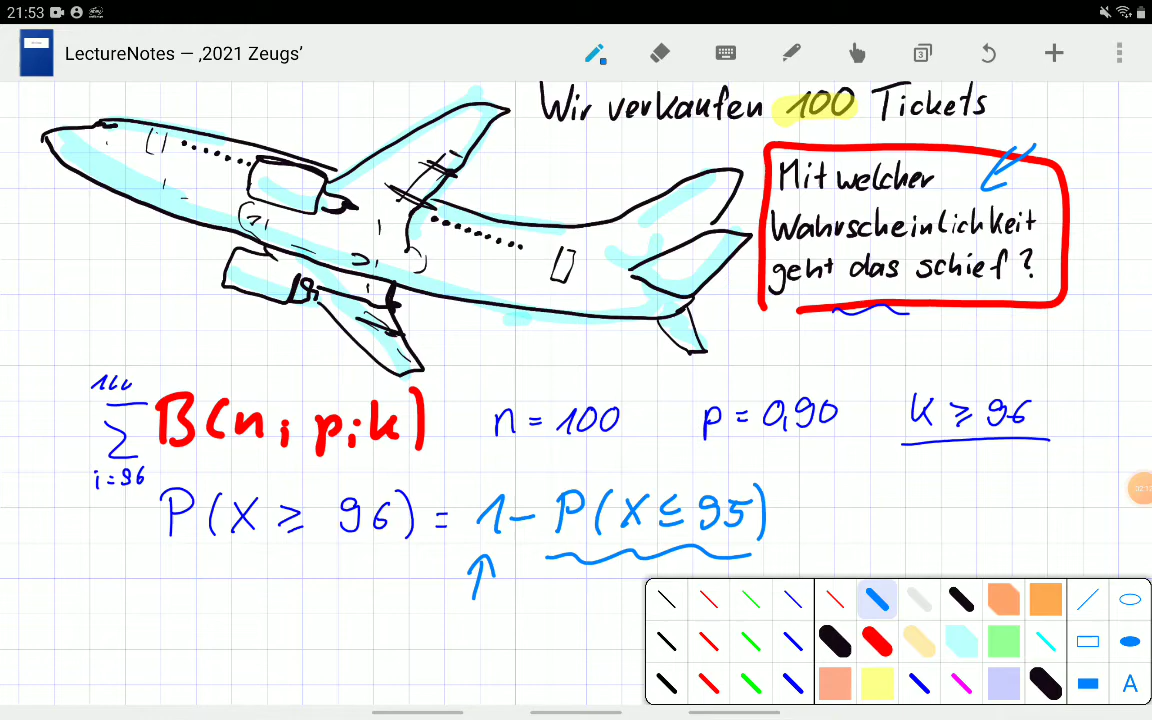 21:53
LectureNotes — ‚2021 Zeugs’
3
Wir verkaufen 100 Tickets
Mit welcher
Wahrscheinlichkeit
geht das schief?
100
∑ B(n; p; k)
i=96
n = 100 p = 0,90 k ≥ 96
P(X ≥ 96) = 1 - P(X ≤ 95)
A